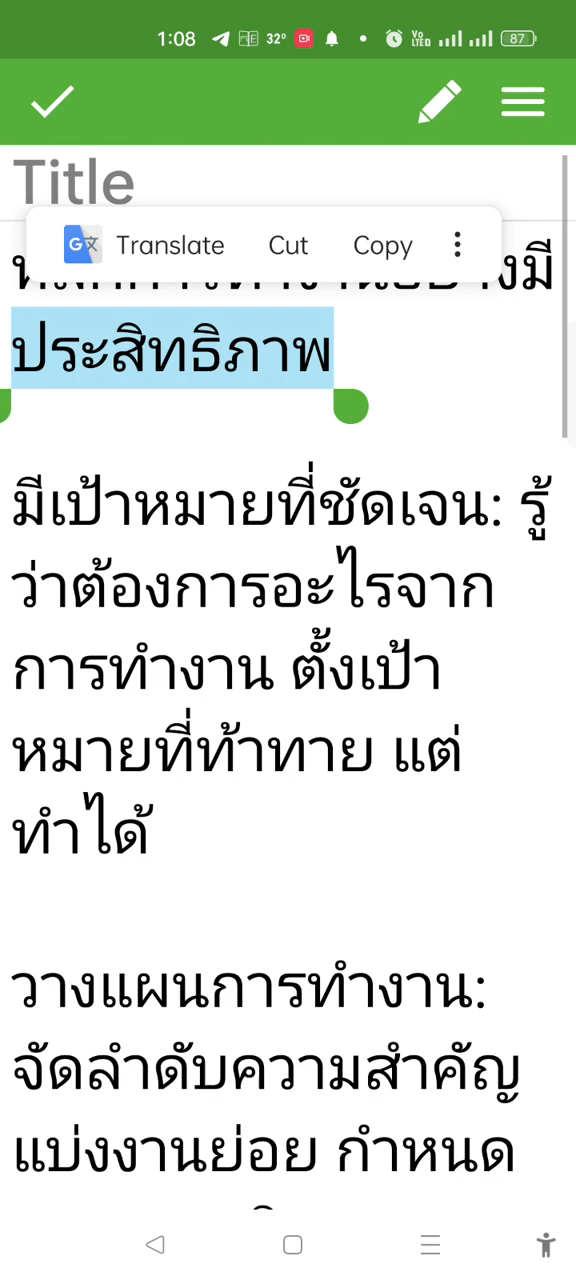 1:08 32° Vo LTED 87
Title
Translate Cut Copy
ประสิทธิภาพ
มีเป้าหมายที่ชัดเจน: รู้
ว่าต้องการอะไรจาก
การทำงาน ตั้งเป้า
หมายที่ท้าทาย แต่
ทำได้
วางแผนการทำงาน:
จัดลำดับความสำคัญ
แบ่งงานย่อย กำหนด